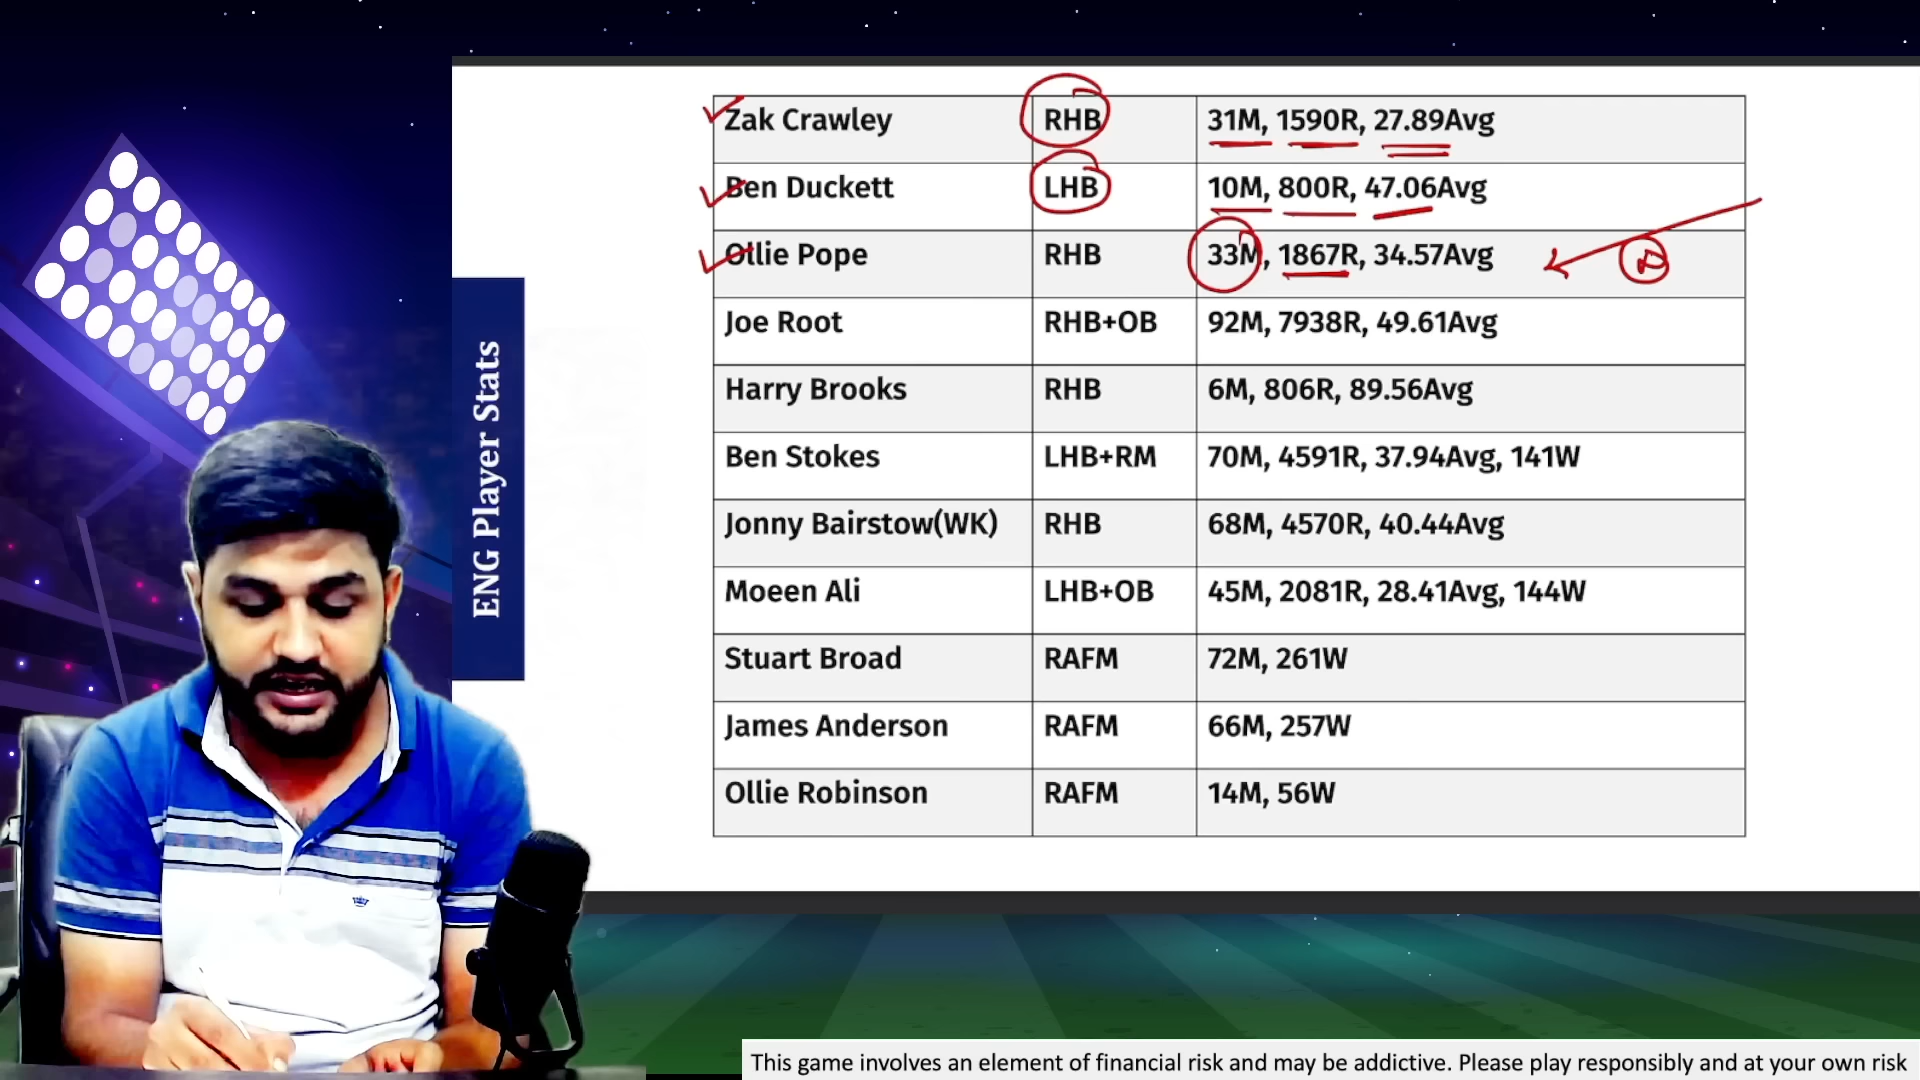 ENG Player Stats
Zak Crawley RHB 31M, 1590R, 27.89Avg
Ben Duckett LHB 10M, 800R, 47.06Avg
Ollie Pope RHB 33M, 1867R, 34.57Avg
Joe Root RHB+OB 92M, 7938R, 49.61Avg
Harry Brooks RHB 6M, 806R, 89.56Avg
Ben Stokes LHB+RM 70M, 4591R, 37.94Avg, 141W
Jonny Bairstow(WK) RHB 68M, 4570R, 40.44Avg
Moeen Ali LHB+OB 45M, 2081R, 28.41Avg, 144W
Stuart Broad RAFM 72M, 261W
James Anderson RAFM 66M, 257W
Ollie Robinson RAFM 14M, 56W
This game involves an element of financial risk and may be addictive. Please play responsibly and at your own risk